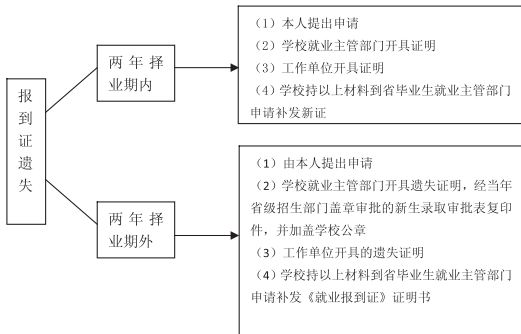 报到证遗失
两年择
业期内
（1）本人提出申请
（2）学校就业主管部门开具证明
（3）工作单位开具证明
（4）学校持以上材料到省毕业生就业主管部门
申请补发新证
两年择
业期外
（1）由本人提出申请
（2）学校就业主管部门开具遗失证明，经当年
省级招生部门盖章审批的新生录取审批表复印
件，并加盖学校公章
（3）工作单位开具的遗失证明
（4）学校持以上材料到省毕业生就业主管部门
申请补发《就业报到证》证明书